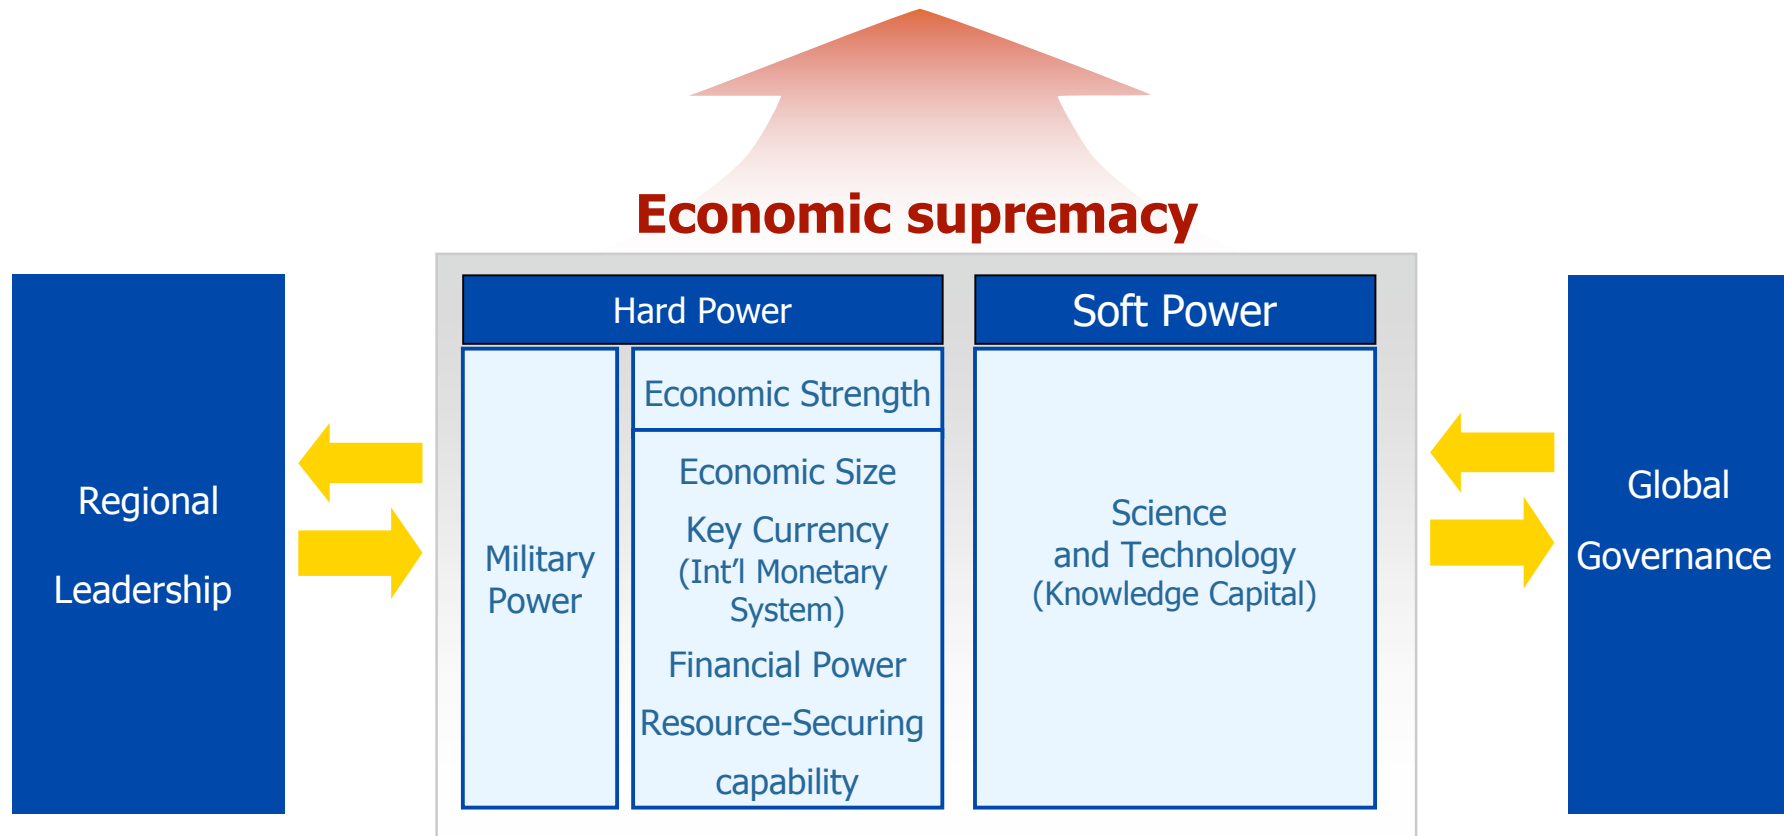 Economic supremacy
Regional
Leadership
Hard Power
Military
Power
Economic Strength
Economic Size
Key Currency
(Int’l Monetary
System)
Financial Power
Resource-Securing
capability
Soft Power
Science
and Technology
(Knowledge Capital)
Global
Governance